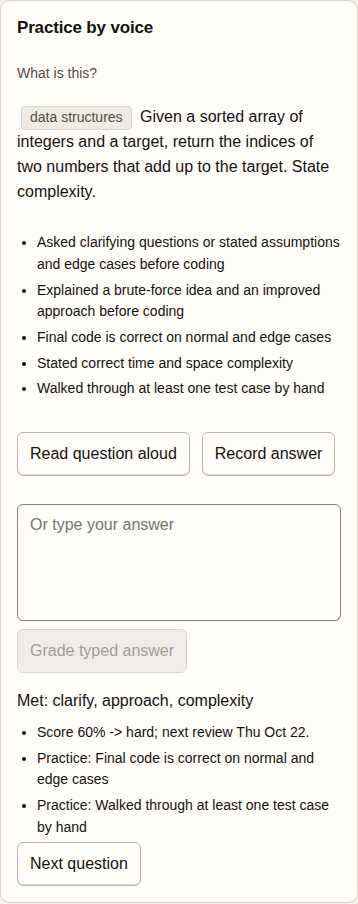 Practice by voice
What is this?
data structures Given a sorted array of
integers and a target, return the indices of
two numbers that add up to the target. State
complexity.
• Asked clarifying questions or stated assumptions
and edge cases before coding
• Explained a brute-force idea and an improved
approach before coding
• Final code is correct on normal and edge cases
• Stated correct time and space complexity
• Walked through at least one test case by hand
Read question aloud Record answer
Or type your answer
Grade typed answer
Met: clarify, approach, complexity
• Score 60% -> hard; next review Thu Oct 22.
• Practice: Final code is correct on normal and
edge cases
• Practice: Walked through at least one test case
by hand
Next question